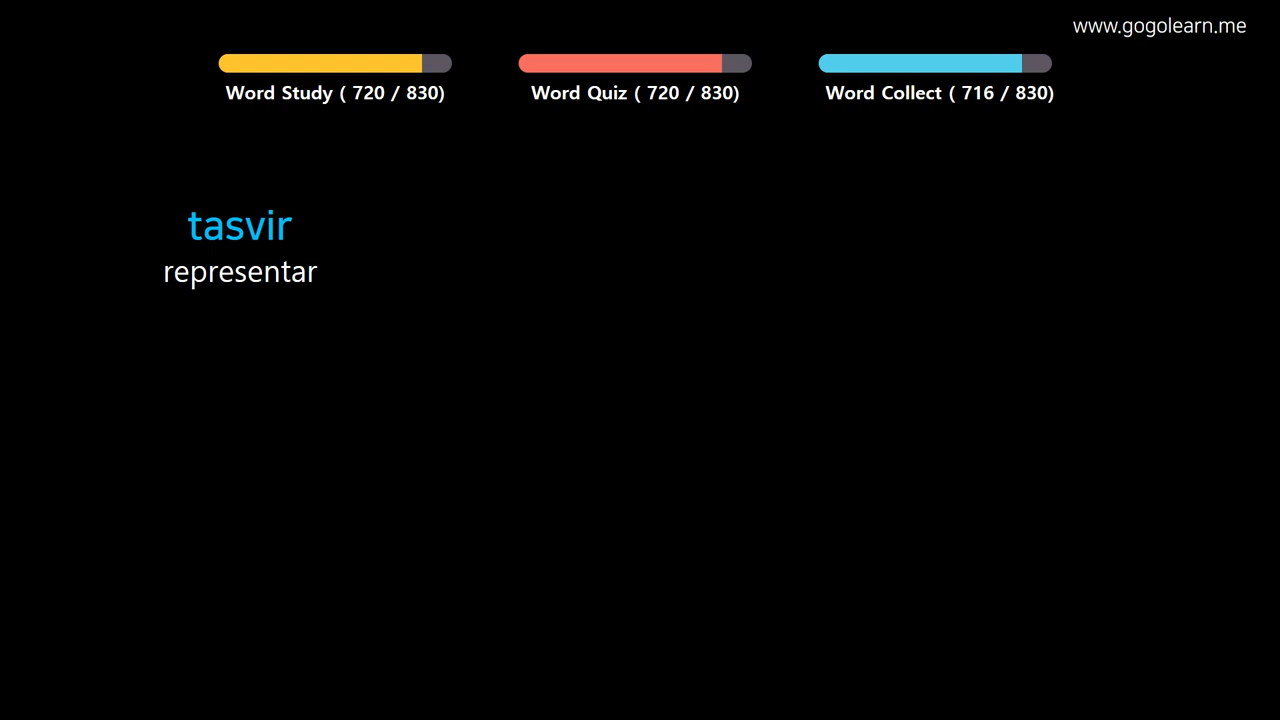 www.gogolearn.me
Word Study ( 720 / 830)
Word Quiz ( 720 / 830)
Word Collect ( 716 / 830)
tasvir
representar